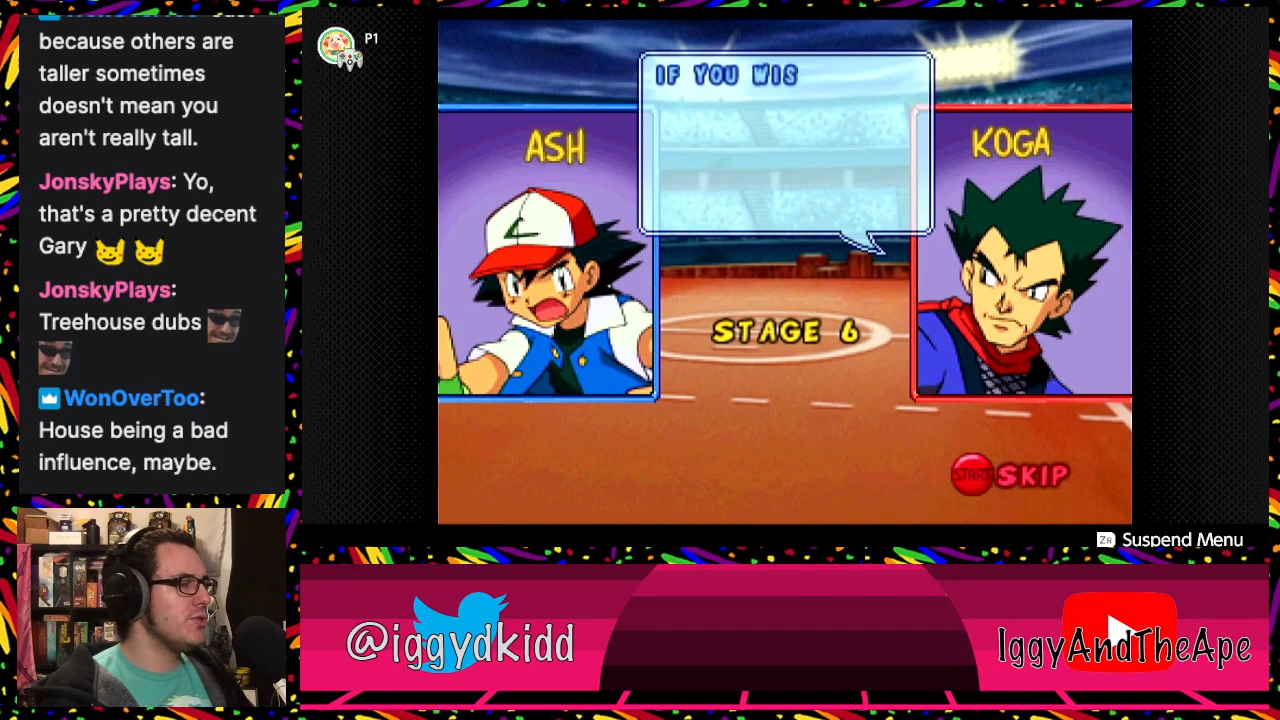 because others are
taller sometimes
doesn't mean you
aren't really tall.
JonskyPlays: Yo,
that's a pretty decent
Gary
JonskyPlays:
Treehouse dubs
WonOverToo:
House being a bad
influence, maybe.
P1
IF YOU WIS
ASH
KOGA
STAGE 6
START SKIP
ZR Suspend Menu
@iggydkidd
IggyAndTheApe